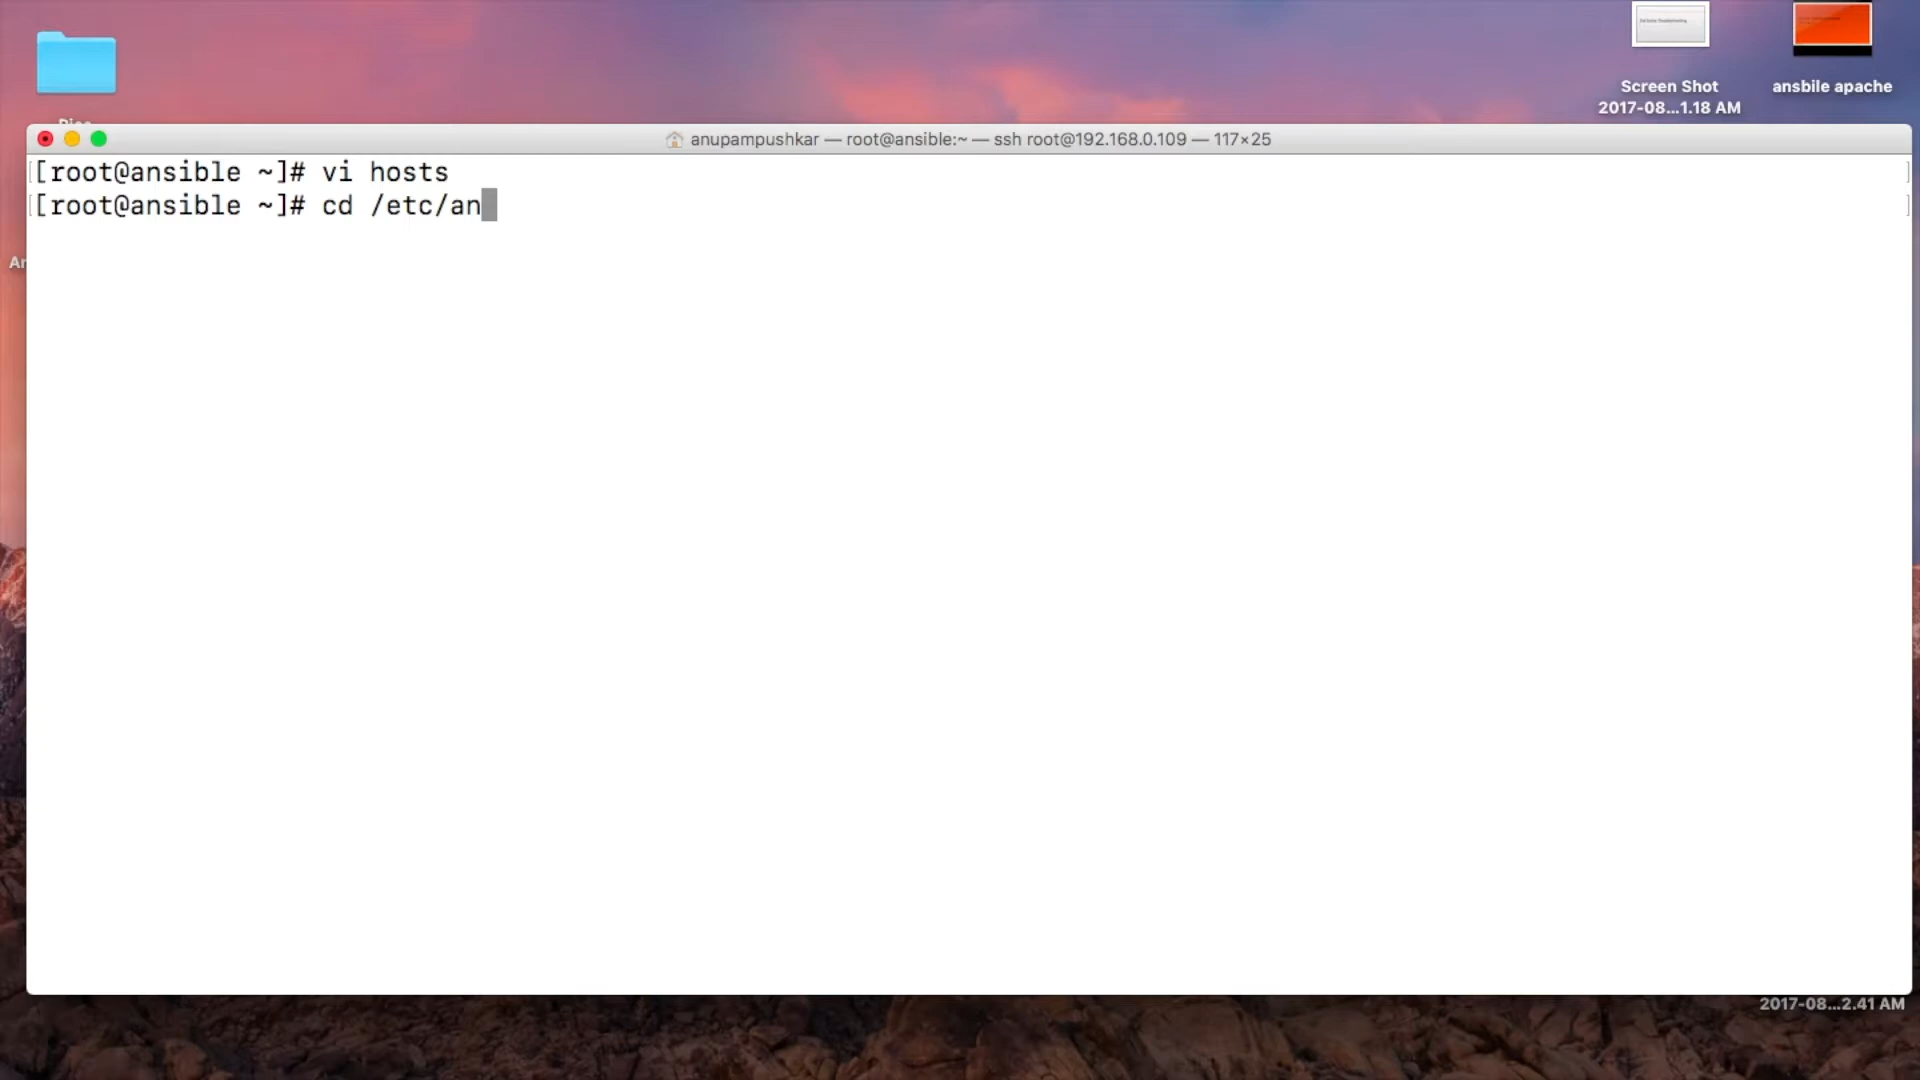 Screen Shot
2017-08...1.18 AM
ansbile apache
anupampushkar — root@ansible:~ — ssh root@192.168.0.109 — 117×25
[root@ansible ~]# vi hosts
[root@ansible ~]# cd /etc/an
2017-08...2.41 AM